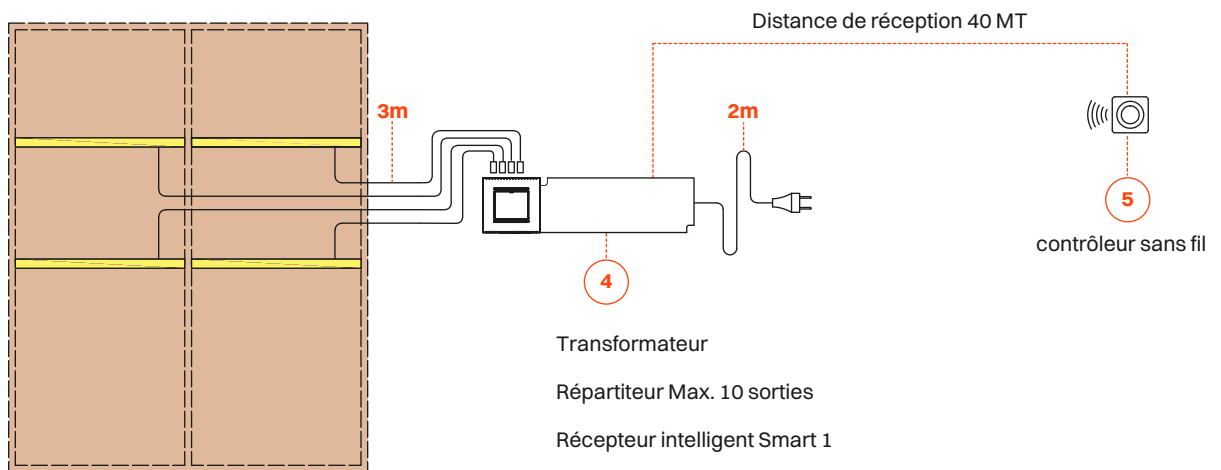 Distance de réception 40 MT
3m
2m
5
contrôleur sans fil
4
Transformateur
Répartiteur Max. 10 sorties
Récepteur intelligent Smart 1